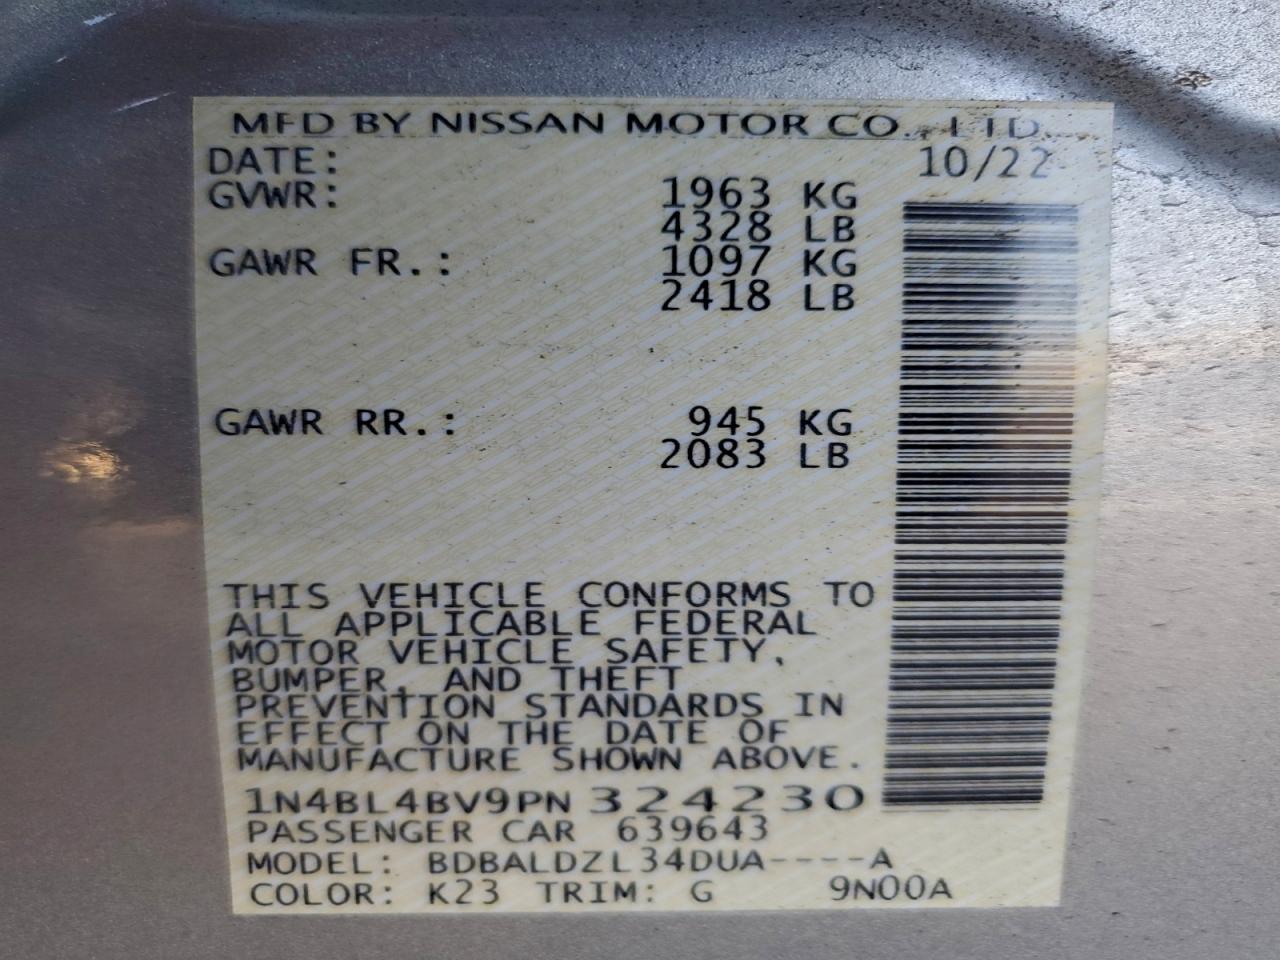 MFD BY NISSAN MOTOR CO., LTD.
DATE: 10/22
GVWR: 1963 KG
4328 LB
GAWR FR.: 1097 KG
2418 LB
GAWR RR.: 945 KG
2083 LB
THIS VEHICLE CONFORMS TO
ALL APPLICABLE FEDERAL
MOTOR VEHICLE SAFETY,
BUMPER, AND THEFT
PREVENTION STANDARDS IN
EFFECT ON THE DATE OF
MANUFACTURE SHOWN ABOVE.
1N4BL4BV9PN324230
PASSENGER CAR 639643
MODEL: BDBALDZL34DUA----A
COLOR: K23 TRIM: G 9N00A